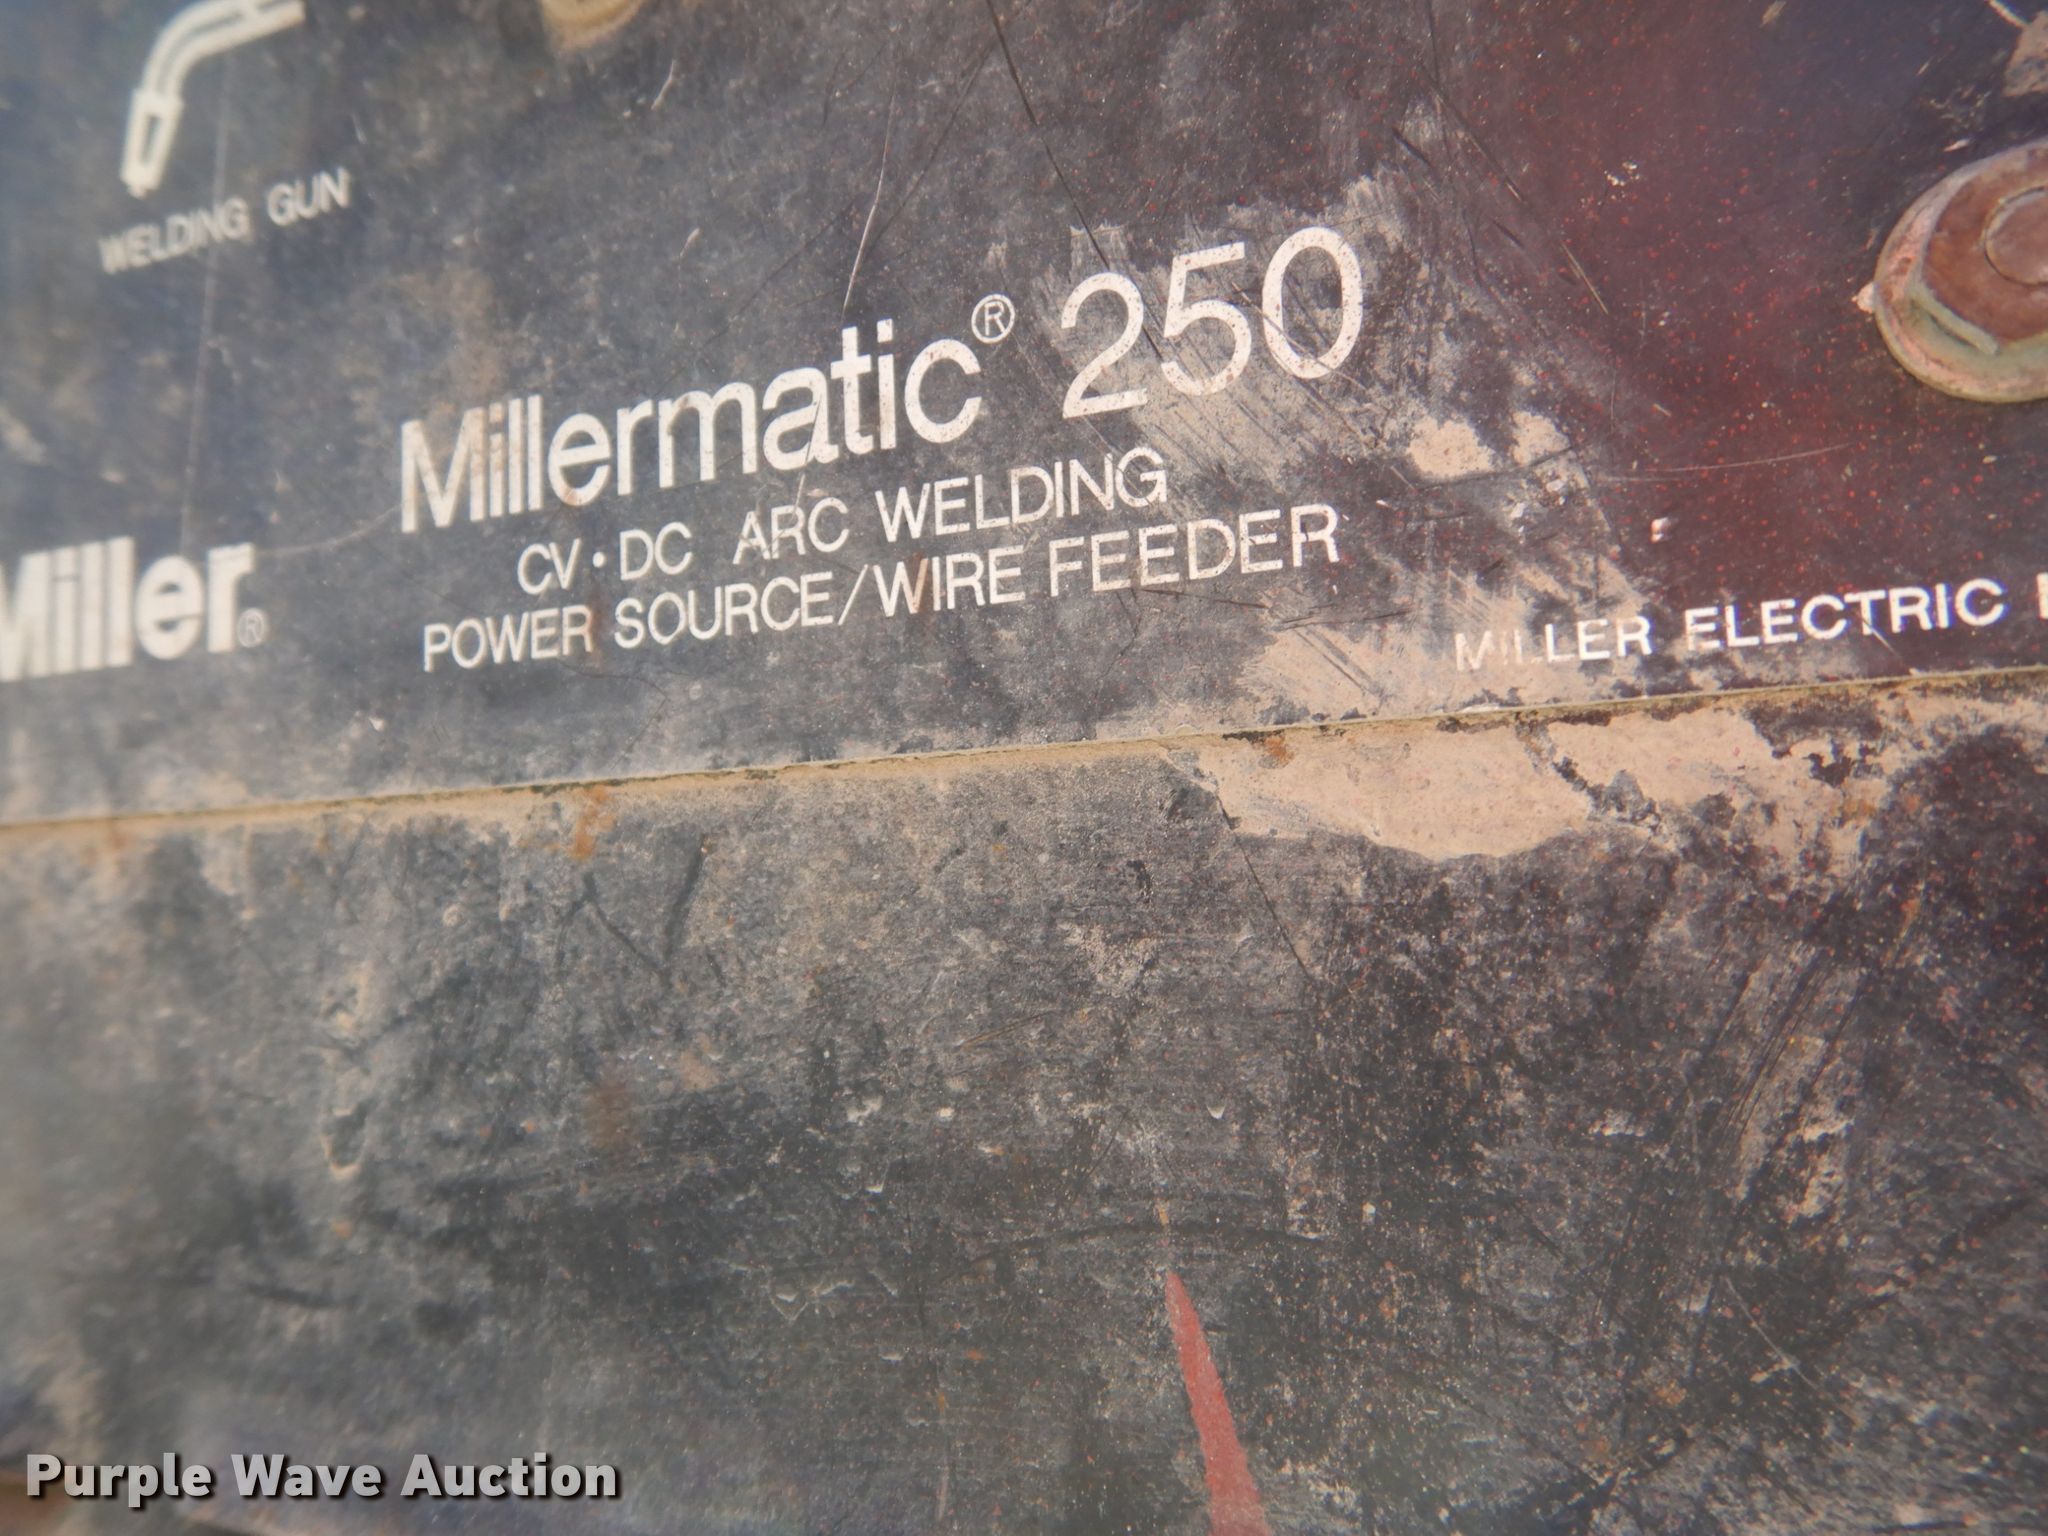 WELDING GUN
Millermatic® 250
CV • DC ARC WELDING
POWER SOURCE/WIRE FEEDER
Miller®
MILLER ELECTRIC
Purple Wave Auction